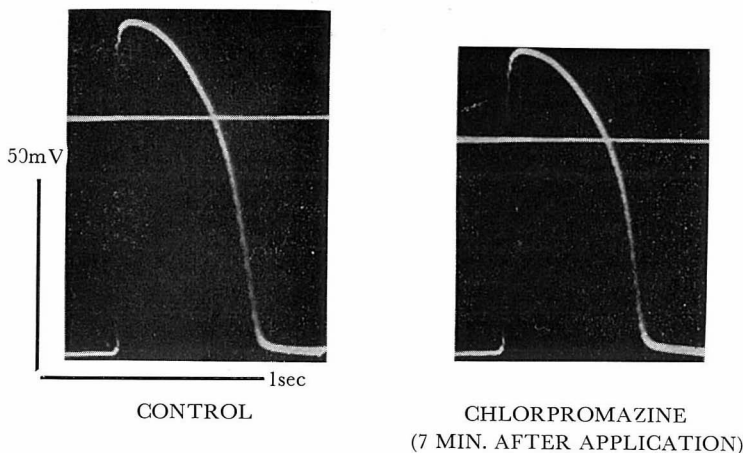 50mV
1sec
CONTROL
CHLORPROMAZINE
(7 MIN. AFTER APPLICATION)